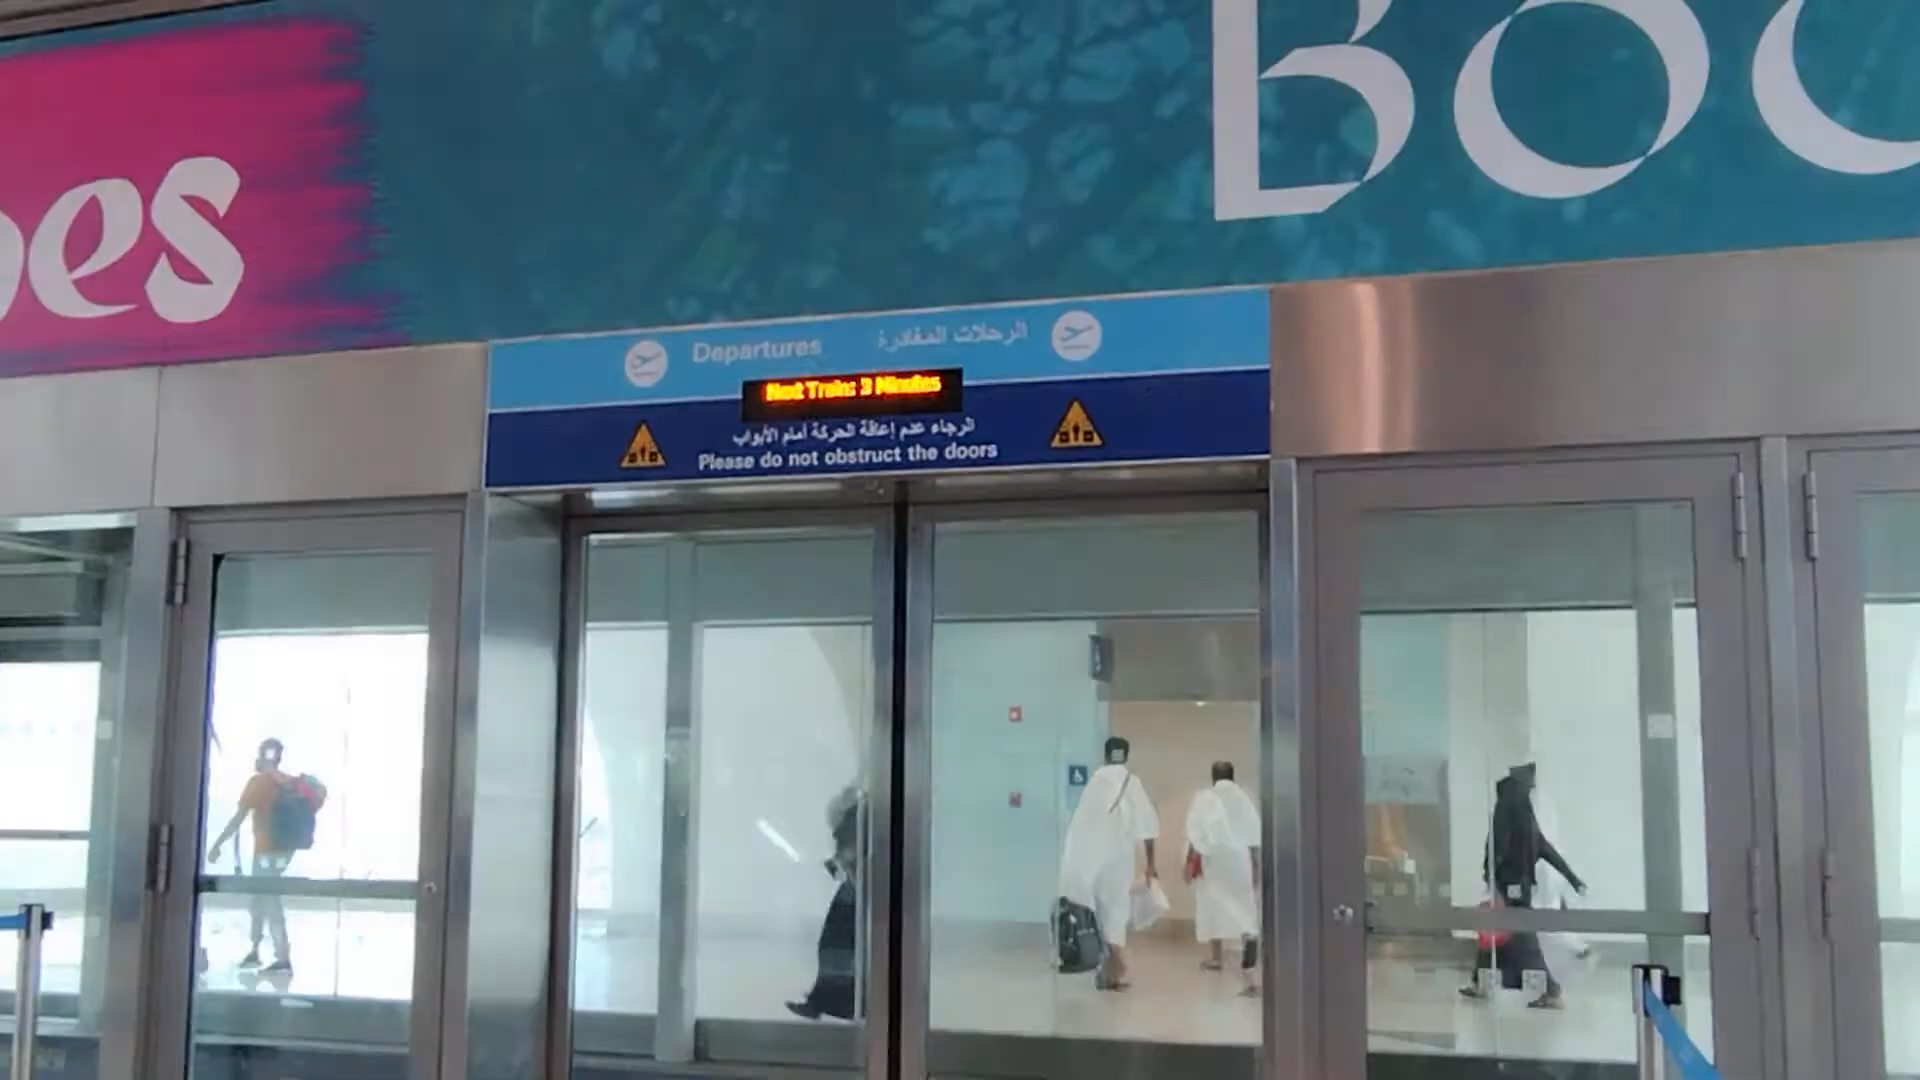 Boo
es
Departures الرحلات المغادرة
Next Train: 3 Minutes
الرجاء عدم إعاقة الحركة أمام الأبواب
Please do not obstruct the doors